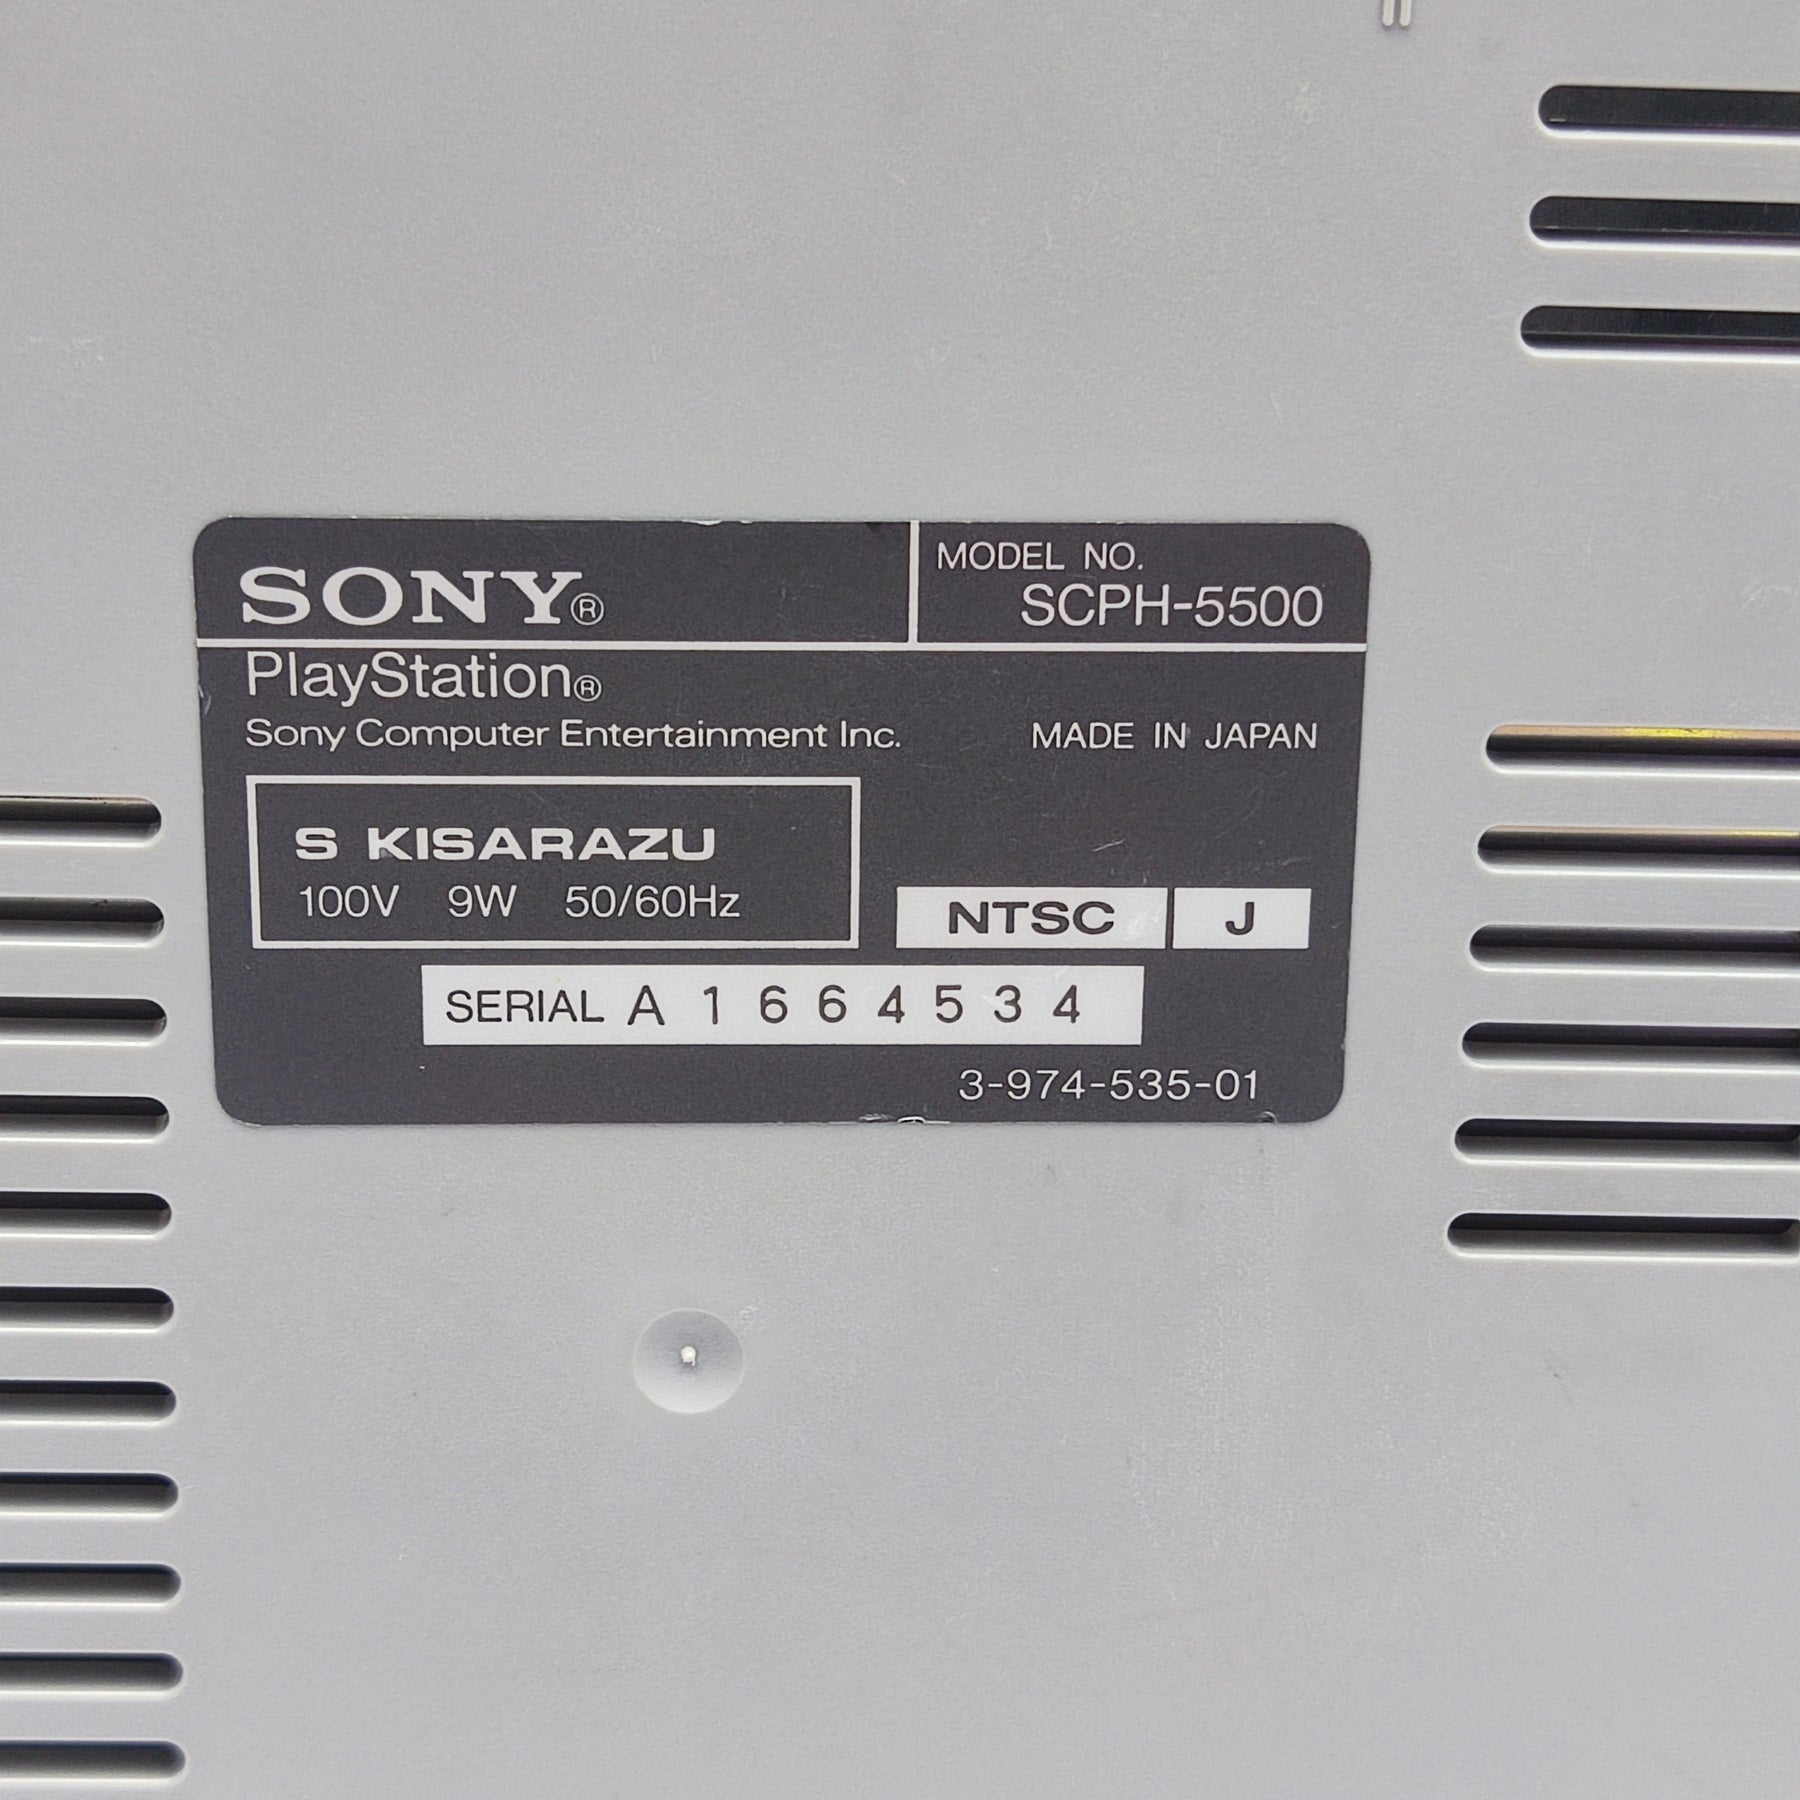 SONY®
MODEL NO.
SCPH-5500
PlayStation®
Sony Computer Entertainment Inc.
MADE IN JAPAN
S KISARAZU
100V 9W 50/60Hz
NTSC J
SERIAL A 1 6 6 4 5 3 4
3-974-535-01